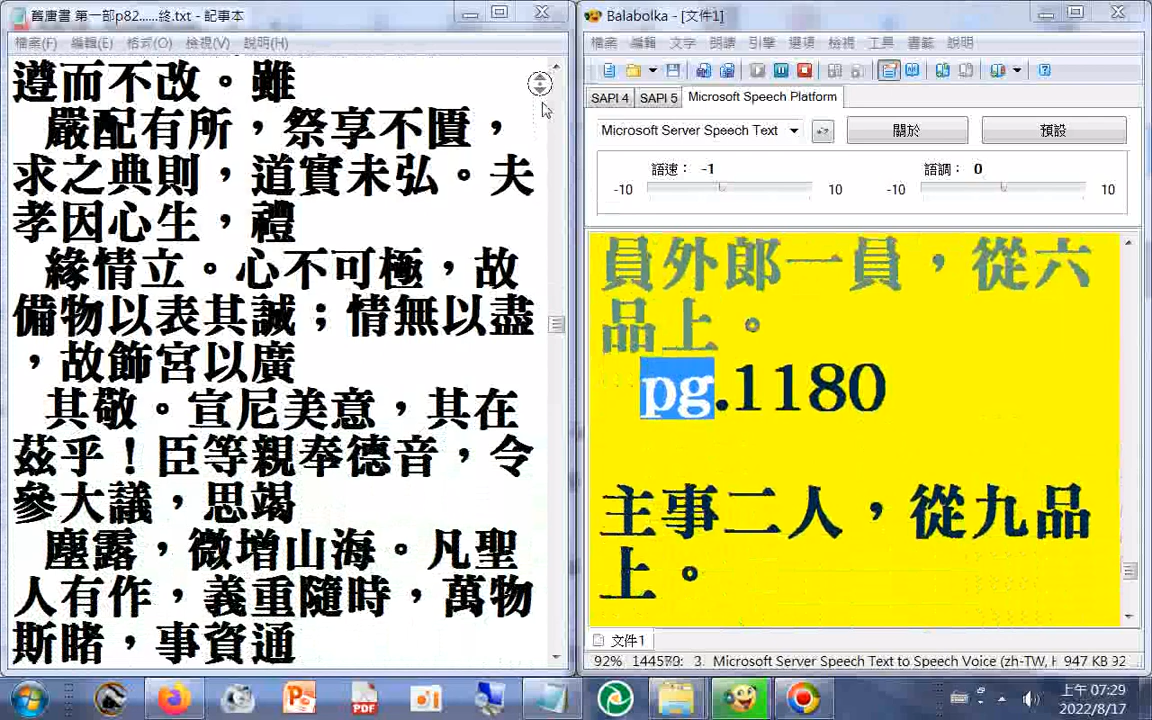 舊唐書 第一部p82......終.txt - 記事本
檔案(F) 編輯(E) 格式(O) 檢視(V) 說明(H)
遵而不改。雖
嚴配有所，祭享不匱，
求之典則，道實未弘。夫
孝因心生，禮
緣情立。心不可極，故
備物以表其誠；情無以盡
，故飾宮以廣
其敬。宣尼美意，其在
茲乎！臣等親奉德音，令
參大議，思竭
塵露，微增山海。凡聖
人有作，義重隨時，萬物
斯睹，事資通
Balabolka - [文件1]
檔案 編輯 文字 朗讀 引擎 選項 檢視 工具 書籤 說明
SAPI 4 SAPI 5 Microsoft Speech Platform
Microsoft Server Speech Text 關於 預設
語速： -1 語調： 0
-10 10 -10 10
員外郎一員，從六
品上。
pg.1180
主事二人，從九品
上。
文件1
92% 144579: 3. Microsoft Server Speech Text to Speech Voice (zh-TW, H 947 KB 92
上午 07:29
2022/8/17